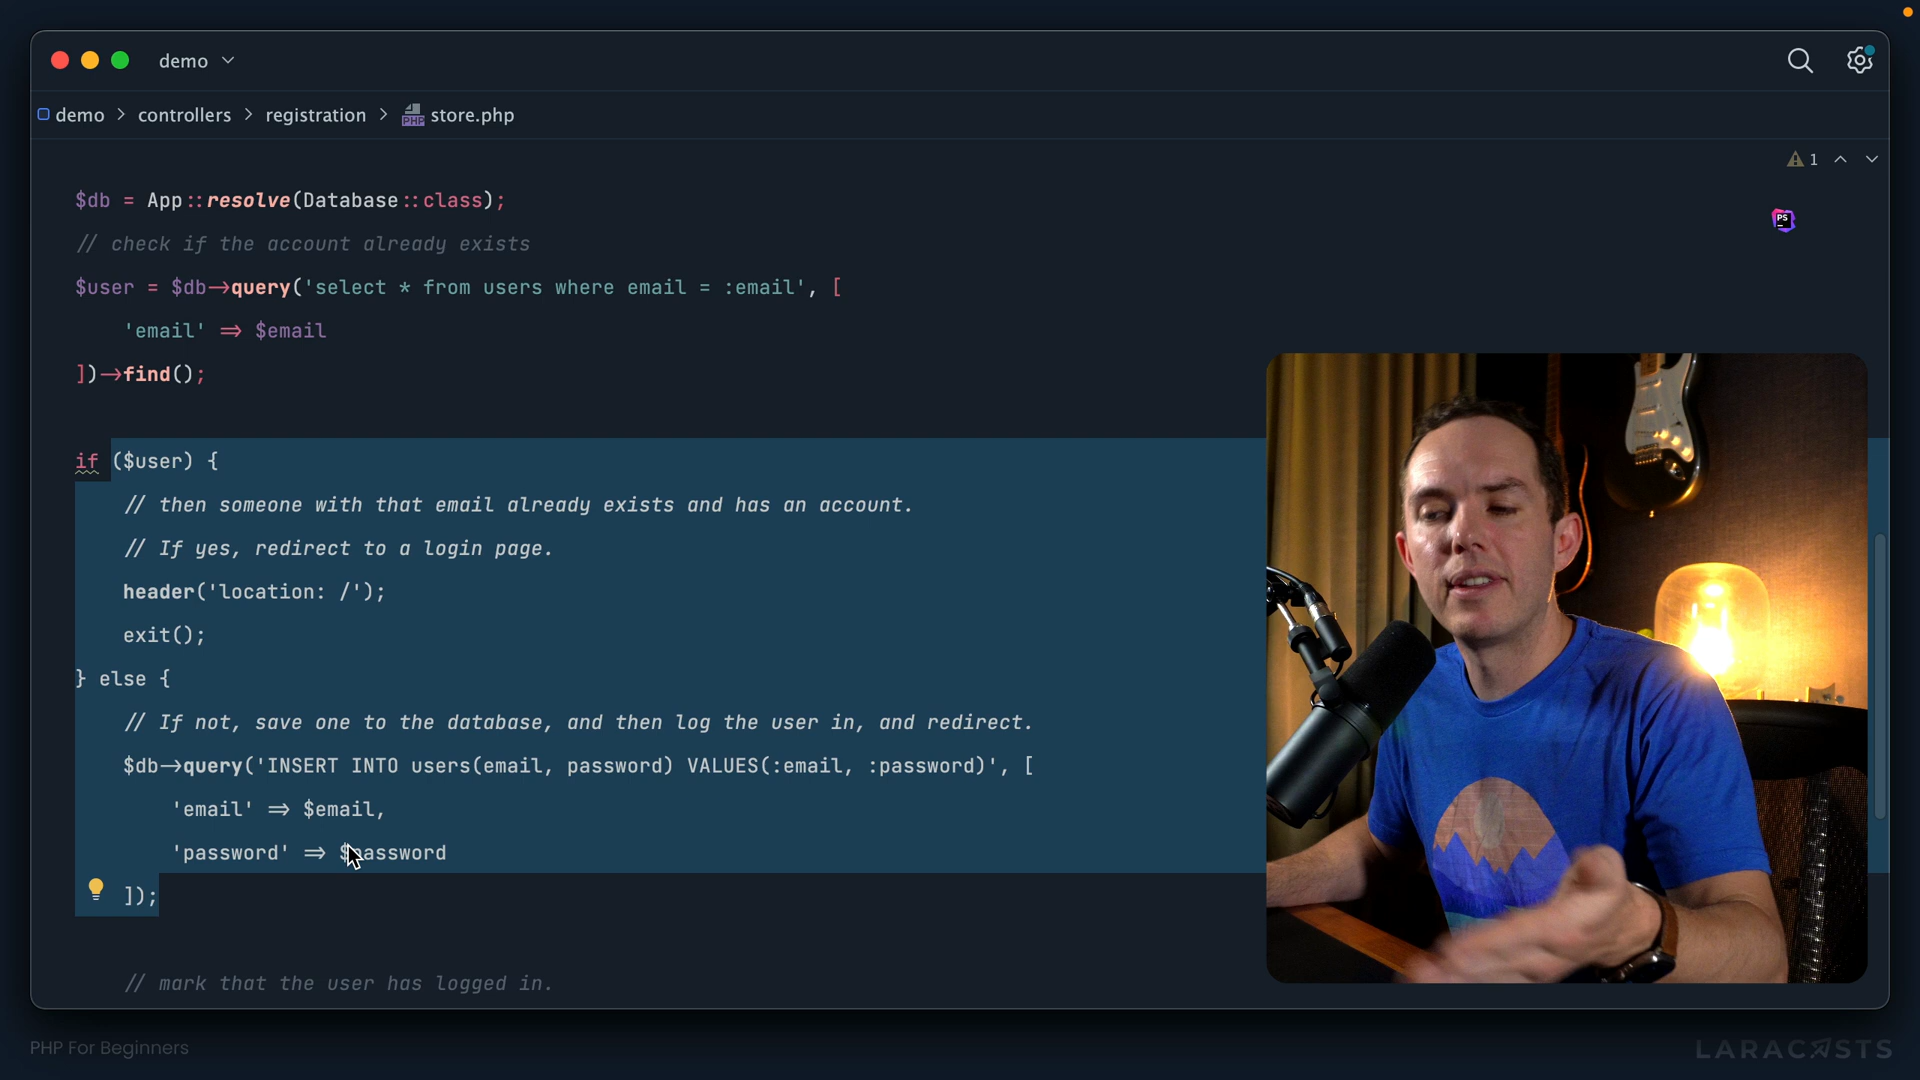 demo
demo > controllers > registration > PHP store.php
1
$db = App::resolve(Database::class);
PS
// check if the account already exists
$user = $db->query('select * from users where email = :email', [
'email' => $email
])->find();
if ($user) {
// then someone with that email already exists and has an account.
// If yes, redirect to a login page.
header('location: /');
exit();
} else {
// If not, save one to the database, and then log the user in, and redirect.
$db->query('INSERT INTO users(email, password) VALUES(:email, :password)', [
'email' => $email,
'password' => $password
]);
// mark that the user has logged in.
PHP For Beginners
LARACASTS